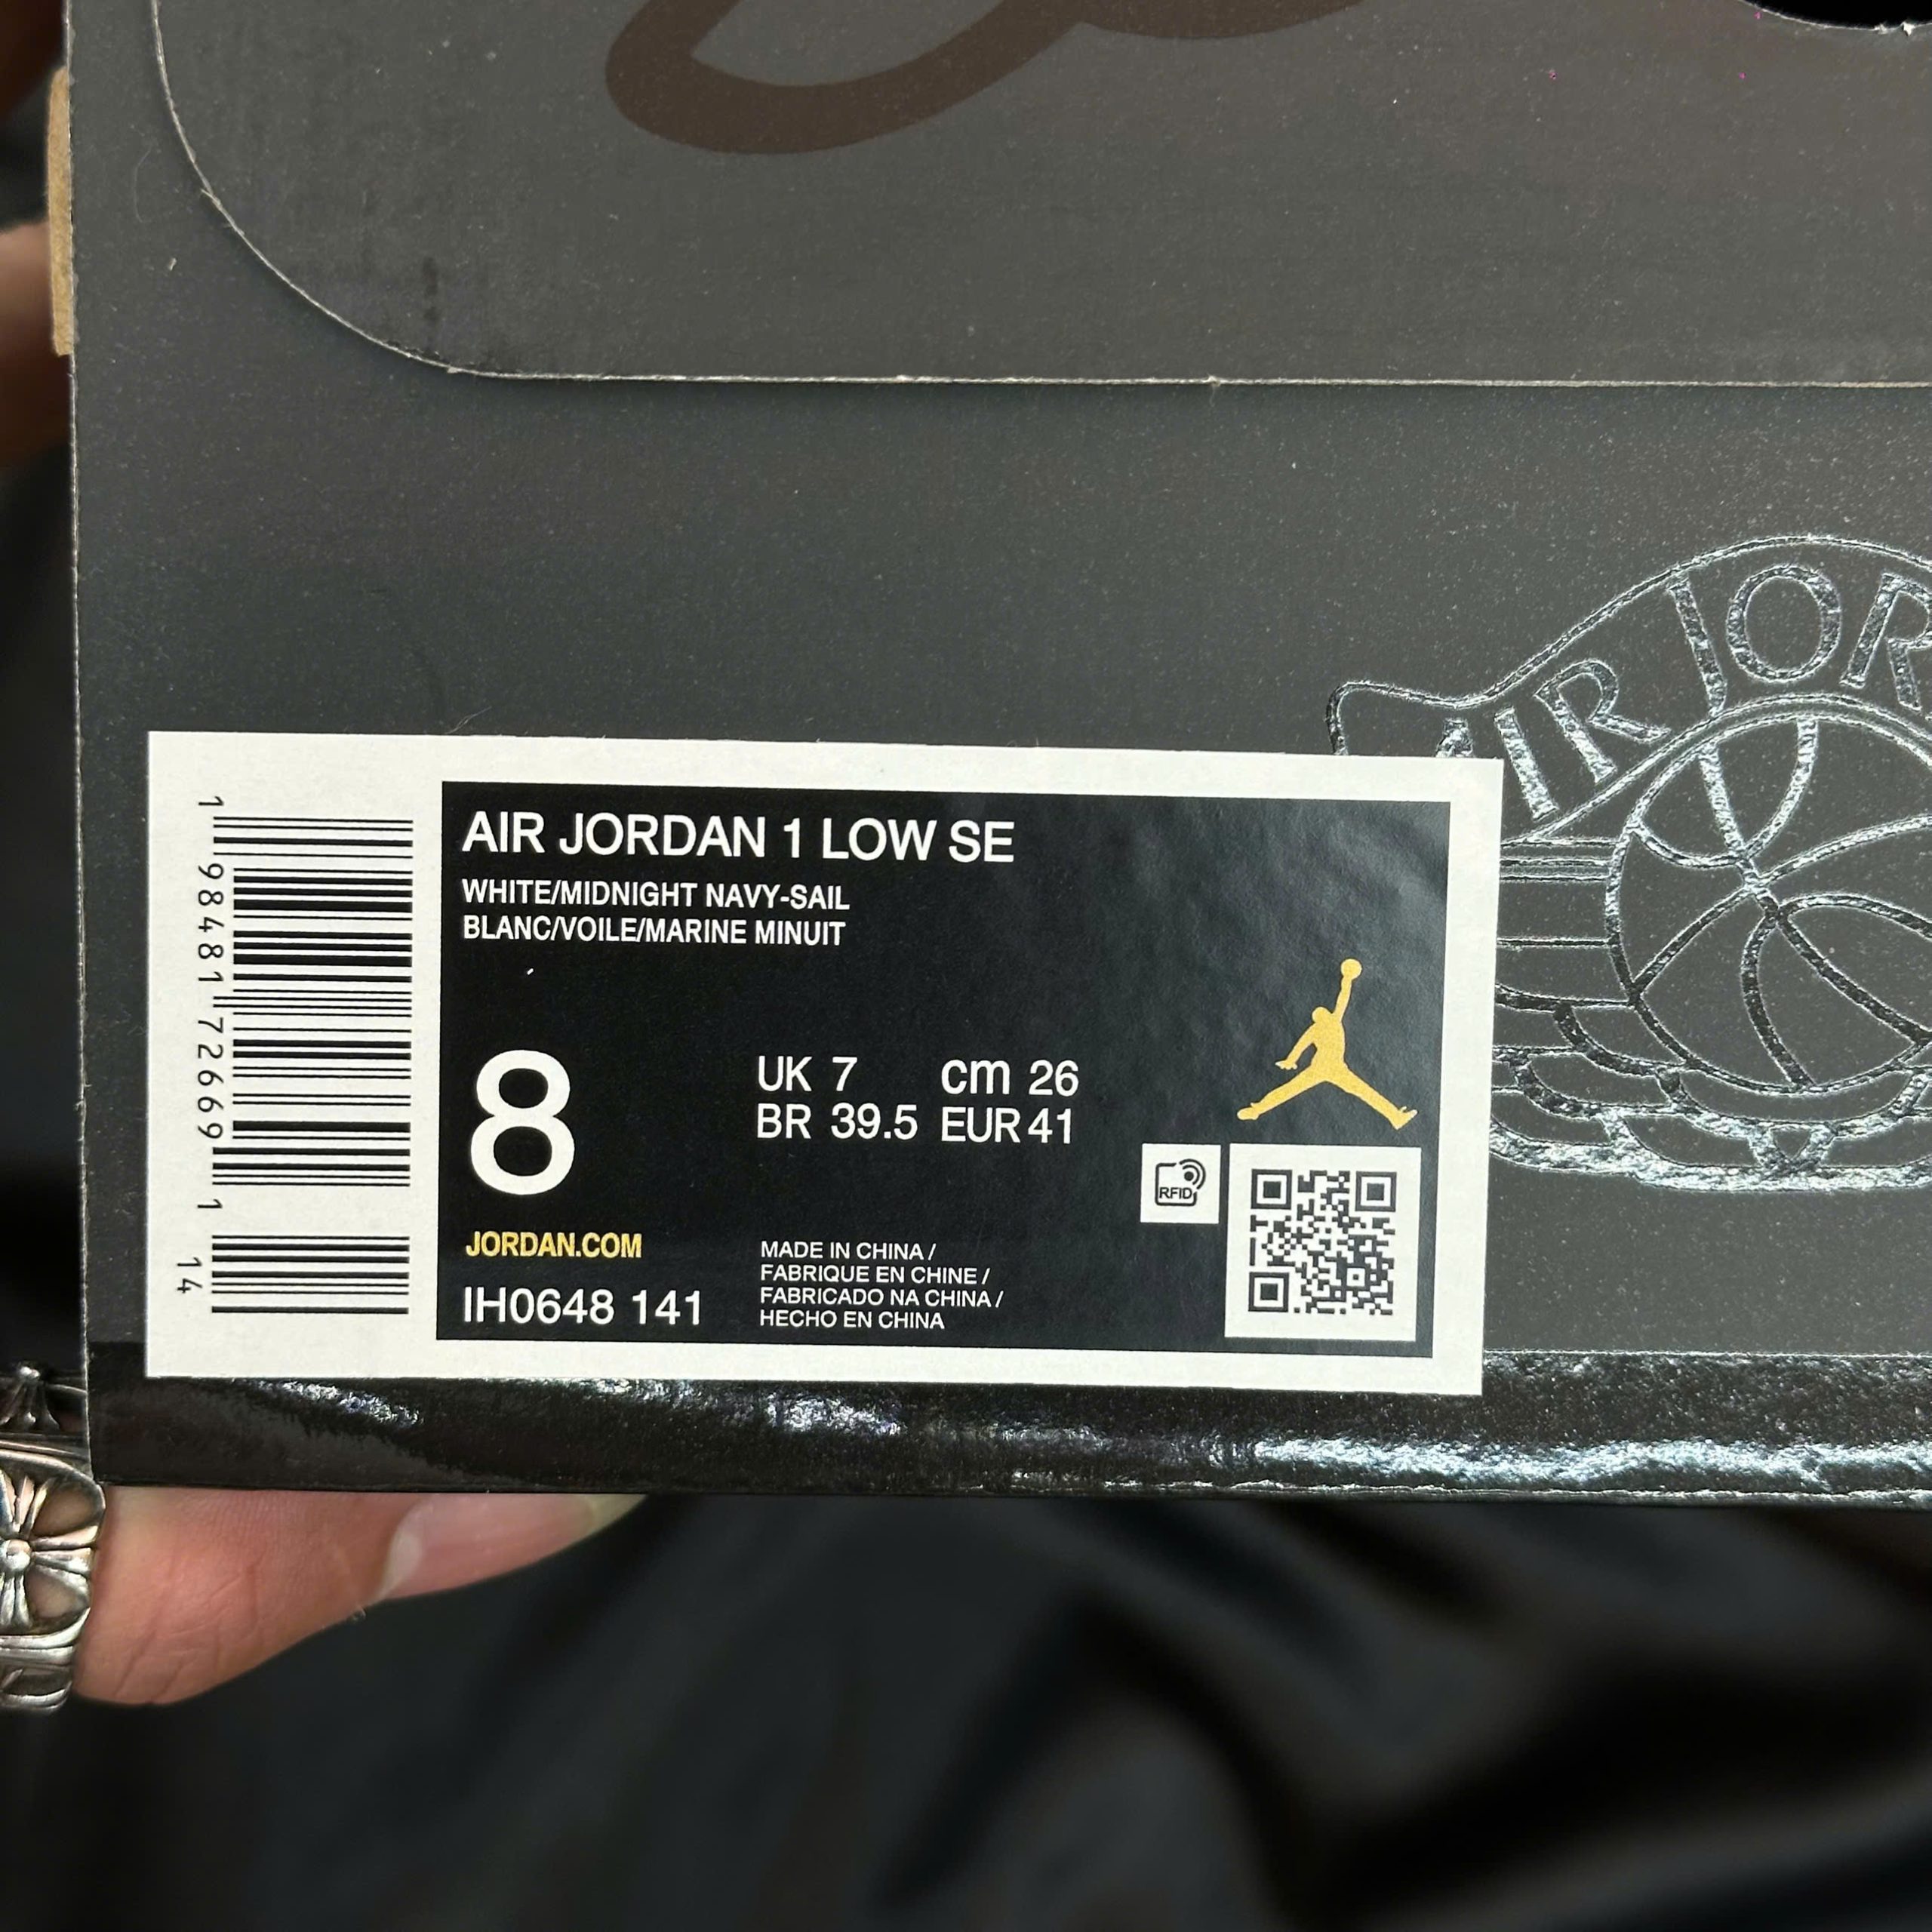 AIR JOR
AIR JORDAN 1 LOW SE
WHITE/MIDNIGHT NAVY-SAIL
BLANC/VOILE/MARINE MINUIT
8
UK 7 cm 26
BR 39.5 EUR 41
RFID
JORDAN.COM
IH0648 141
MADE IN CHINA /
FABRIQUE EN CHINE /
FABRICADO NA CHINA /
HECHO EN CHINA
1 98481 72669 1 14